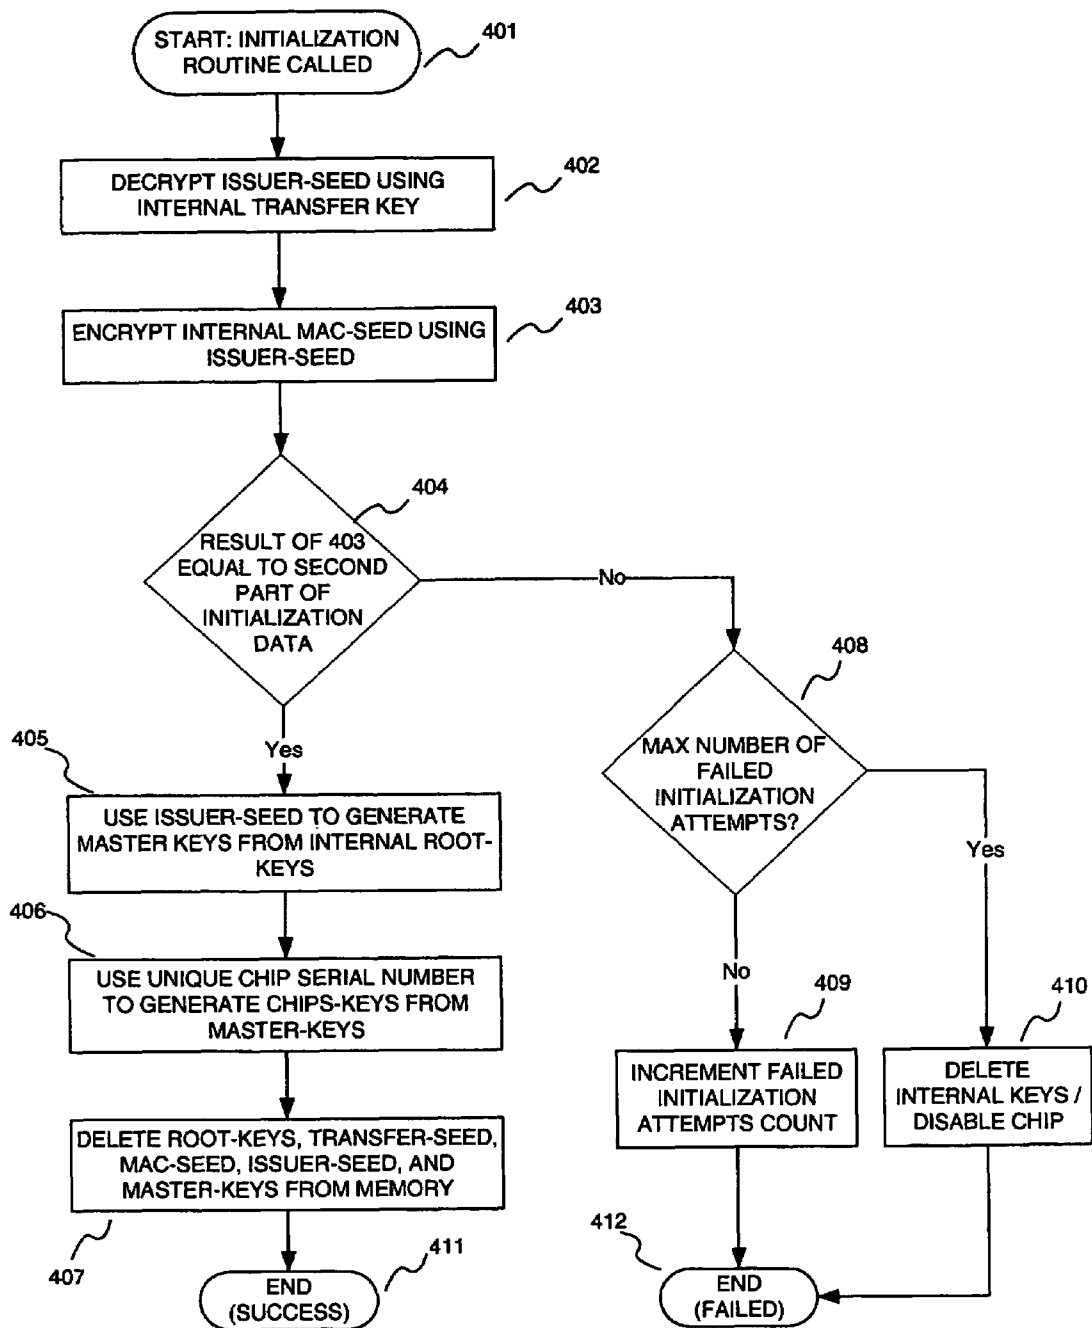 START: INITIALIZATION
ROUTINE CALLED
401
402
DECRYPT ISSUER-SEED USING
INTERNAL TRANSFER KEY
403
ENCRYPT INTERNAL MAC-SEED USING
ISSUER-SEED
404
RESULT OF 403
EQUAL TO SECOND
PART OF
INITIALIZATION
DATA
No
Yes
408
MAX NUMBER OF
FAILED
INITIALIZATION
ATTEMPTS?
Yes
No
405
USE ISSUER-SEED TO GENERATE
MASTER KEYS FROM INTERNAL ROOT-
KEYS
406
USE UNIQUE CHIP SERIAL NUMBER
TO GENERATE CHIPS-KEYS FROM
MASTER-KEYS
409
INCREMENT FAILED
INITIALIZATION
ATTEMPTS COUNT
410
DELETE
INTERNAL KEYS /
DISABLE CHIP
DELETE ROOT-KEYS, TRANSFER-SEED,
MAC-SEED, ISSUER-SEED, AND
MASTER-KEYS FROM MEMORY
407
411
END
(SUCCESS)
412
END
(FAILED)